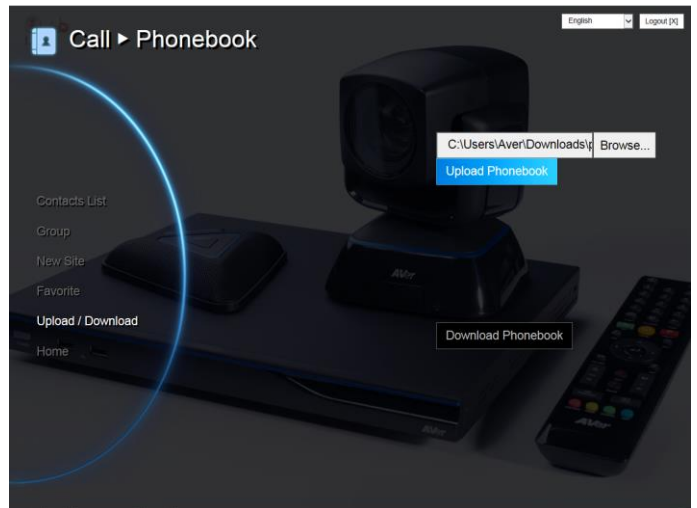 Call ► Phonebook
English
Logout [X]
C:\Users\Aver\Downloads\p
Browse...
Upload Phonebook
Contacts List
Group
New Site
Favorite
Upload / Download
Home
Download Phonebook
AVer
AVer
AVer